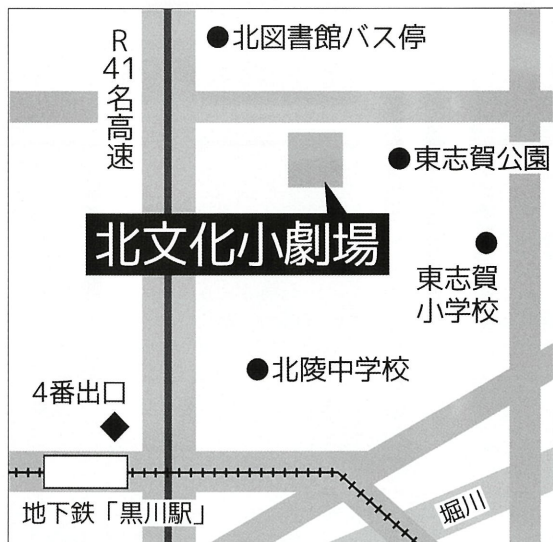 R
41
名高速
●北図書館バス停
●東志賀公園
北文化小劇場
東志賀
小学校
●北陵中学校
4番出口
地下鉄「黒川駅」
堀川